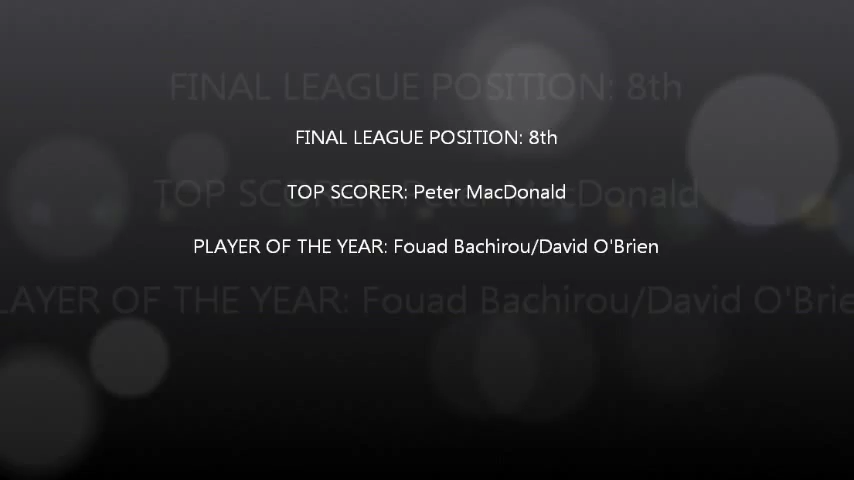 FINAL LEAGUE POSITION: 8th
TOP SCORER: Peter MacDonald
PLAYER OF THE YEAR: Fouad Bachirou/David O'Brien